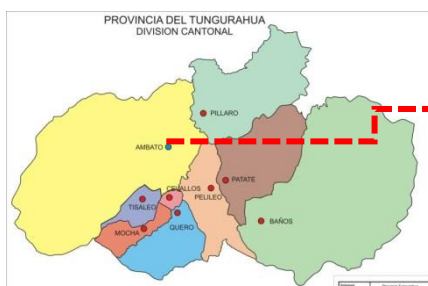 PROVINCIA DEL TUNGURAHUA
DIVISION CANTONAL
PILLARO
AMBATO
PATATE
CEVALLOS
PELILEO
TISALEO
BAÑOS
QUERO
MOCHA